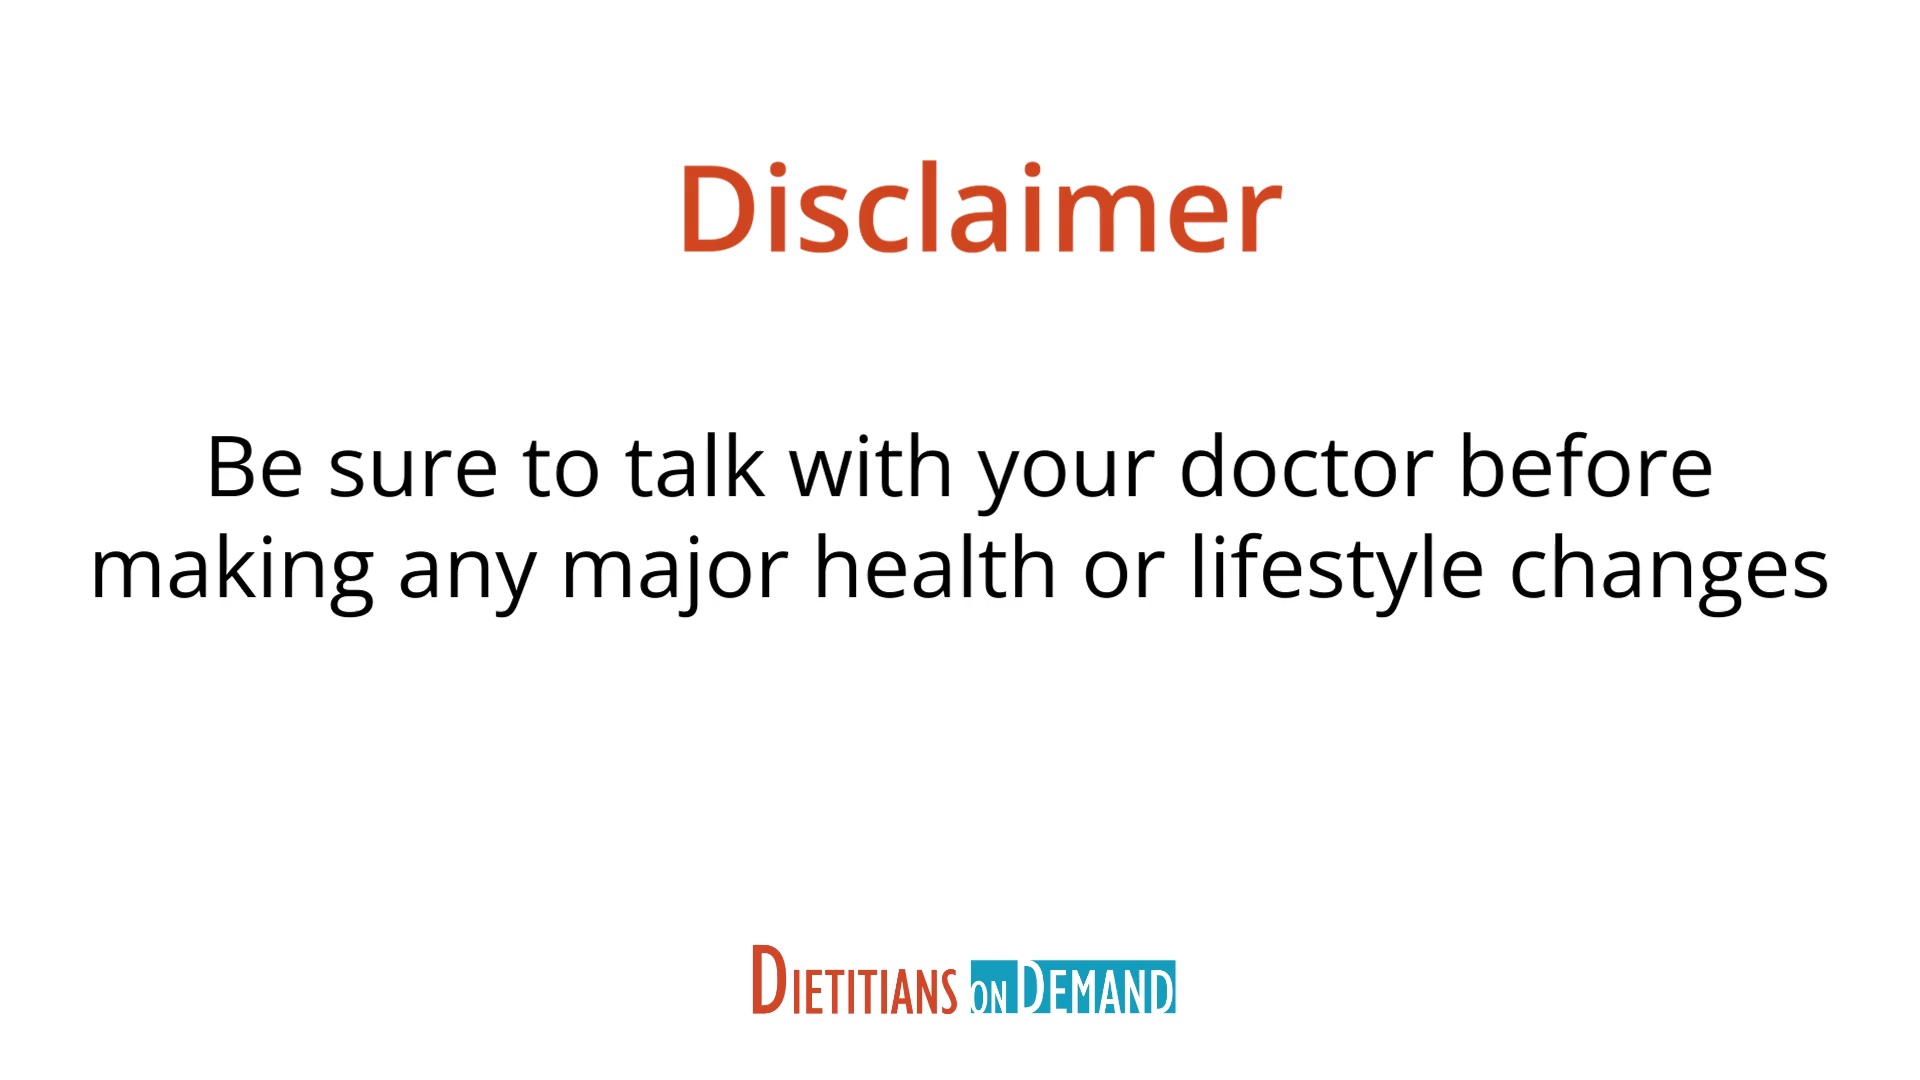 Disclaimer
Be sure to talk with your doctor before
making any major health or lifestyle changes
DIETITIANS ON DEMAND